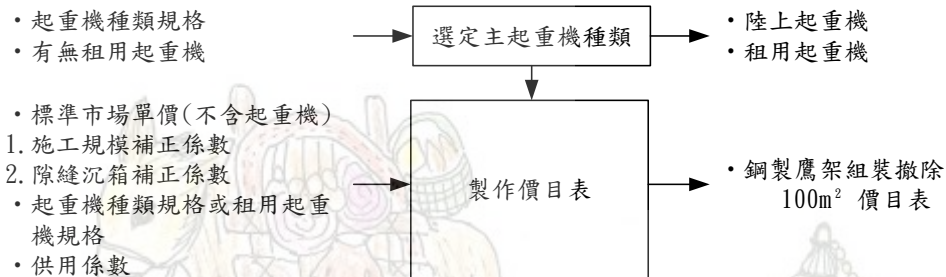 ・起重機種類規格
・有無租用起重機
選定主起重機種類
・陸上起重機
・租用起重機
・標準市場單價(不含起重機)
1.施工規模補正係數
2.隙縫沉箱補正係數
・起重機種類規格或租用起重
機規格
・供用係數
製作價目表
・鋼製鷹架組裝撤除
100m² 價目表